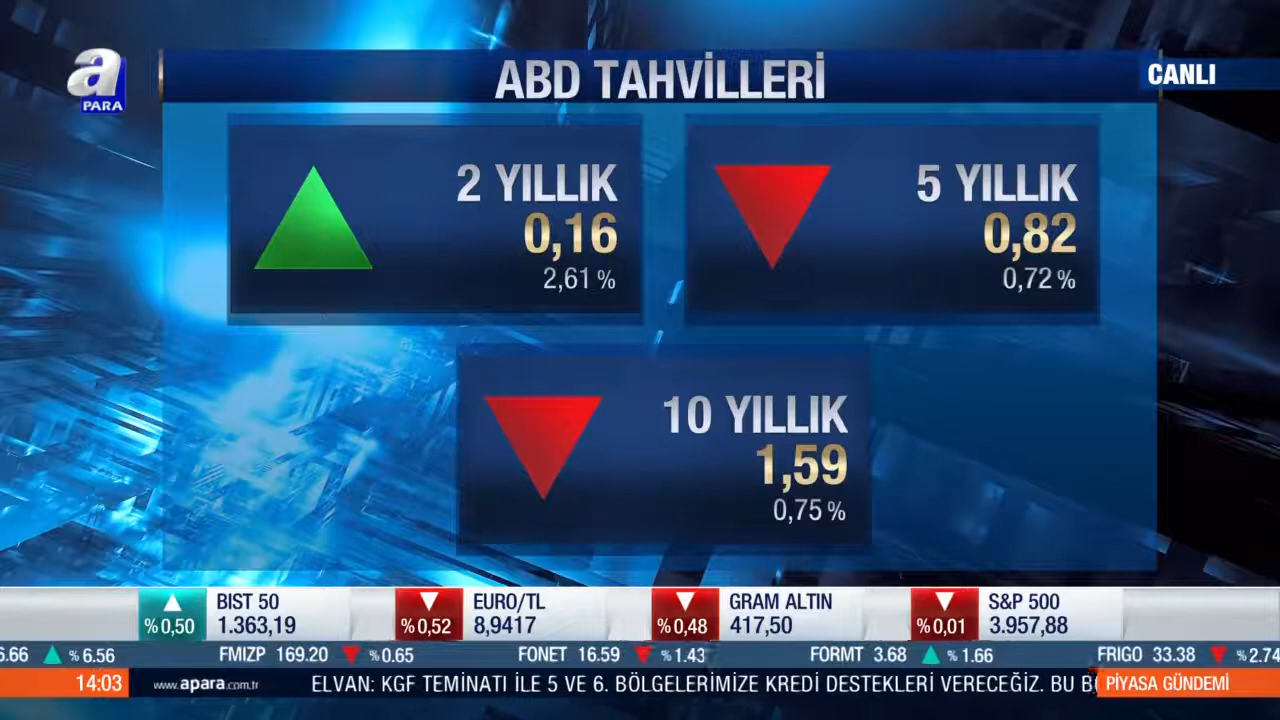 a
PARA
ABD TAHVİLLERİ
CANLI
2 YILLIK
0,16
2,61 %
5 YILLIK
0,82
0,72 %
10 YILLIK
1,59
0,75 %
% 0,50 BIST 50 1.363,19
% 0,52 EURO/TL 8,9417
% 0,48 GRAM ALTIN 417,50
% 0,01 S&P 500 3.957,88
6.66 % 6.56 FMIZP 169.20 % 0.65 FONET 16.59 % 1.43 FORMT 3.68 % 1.66 FRIGO 33.38 % 2.74
14:03 www.apara.com.tr ELVAN: KGF TEMİNATI İLE 5 VE 6. BÖLGELERIMIZE KREDİ DESTEKLERİ VERECEĞİZ. BU PİYASA GÜNDEMİ